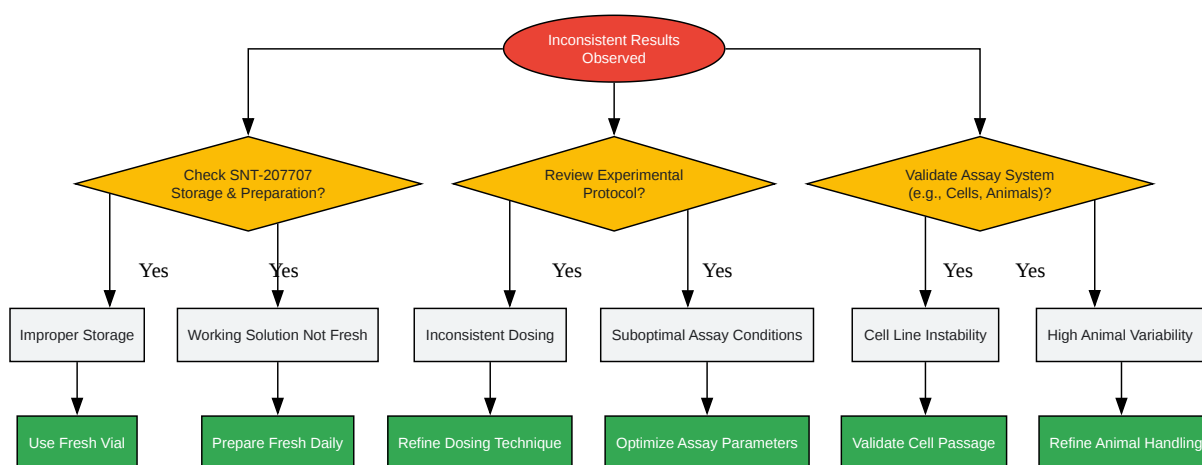 Inconsistent Results
Observed
Check SNT-207707
Storage & Preparation?
Review Experimental
Protocol?
Validate Assay System
(e.g., Cells, Animals)?
Yes
Yes
Yes
Yes
Yes
Yes
Improper Storage
Working Solution Not Fresh
Inconsistent Dosing
Suboptimal Assay Conditions
Cell Line Instability
High Animal Variability
Use Fresh Vial
Prepare Fresh Daily
Refine Dosing Technique
Optimize Assay Parameters
Validate Cell Passage
Refine Animal Handling